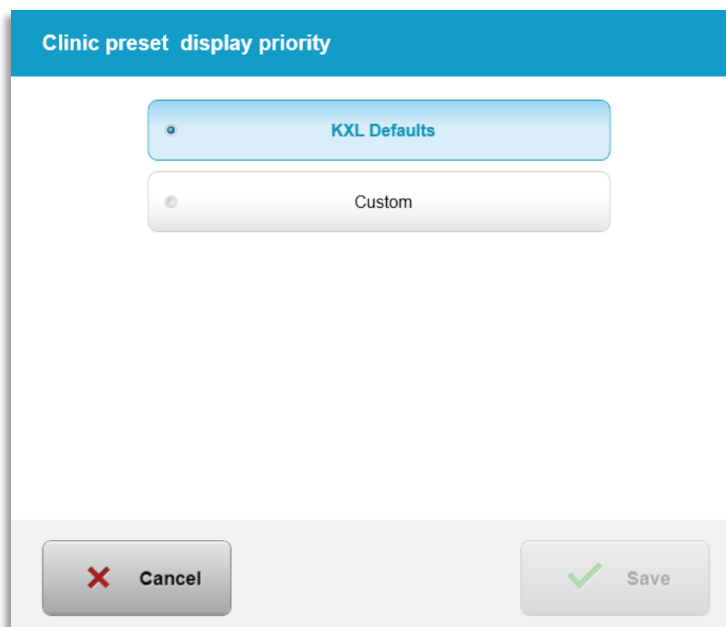 Clinic preset display priority
KXL Defaults
Custom
Cancel
Save